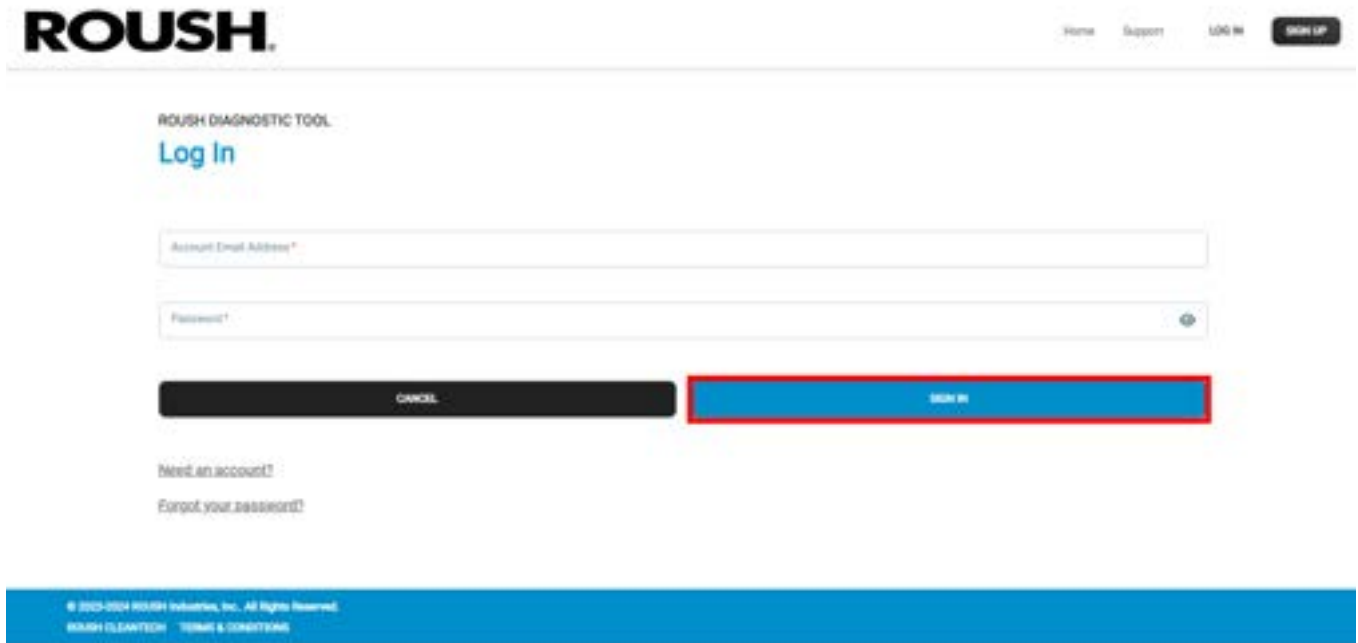 ROUSH.
Home Support LOG IN SIGN UP
ROUSH DIAGNOSTIC TOOL
Log In
Account Email Address*
Password*
CANCEL SIGN IN
Need an account?
Forgot your password?
© 2023-2024 ROUSH Industries, Inc.. All Rights Reserved.
ROUSH CLEANTECH TERMS & CONDITIONS